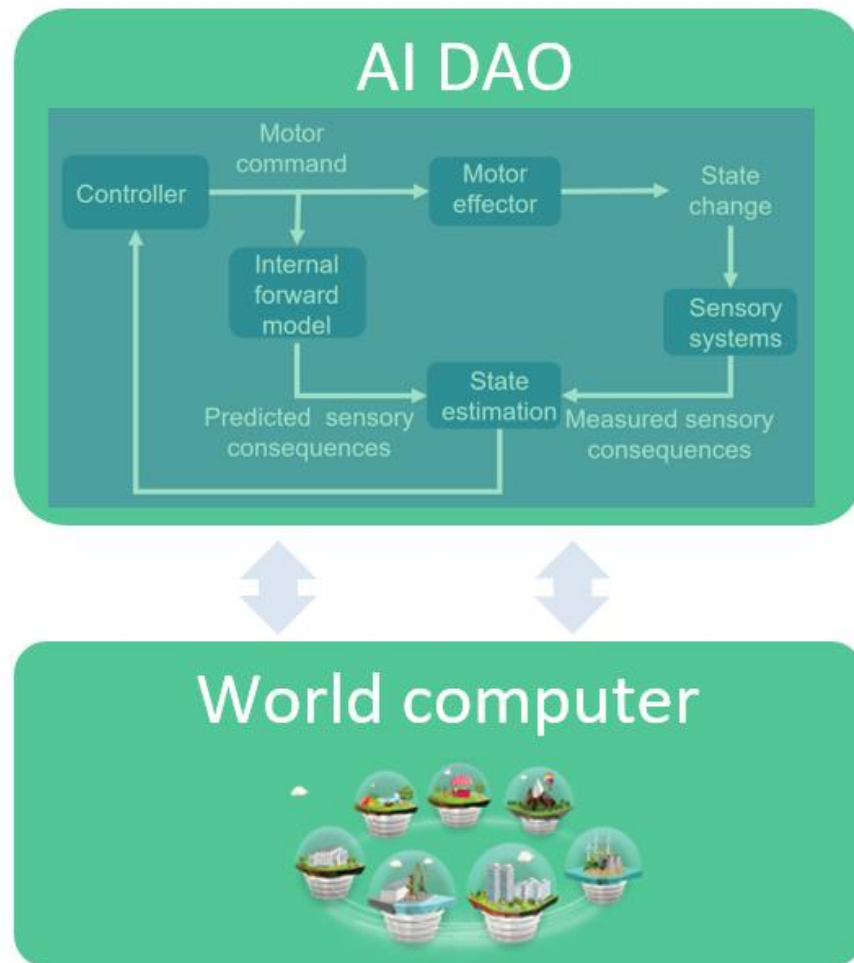 AI DAO
Motor
command
Controller
Motor
effector
State
change
Internal
forward
model
Sensory
systems
State
estimation
Predicted sensory
consequences
Measured sensory
consequences
World computer